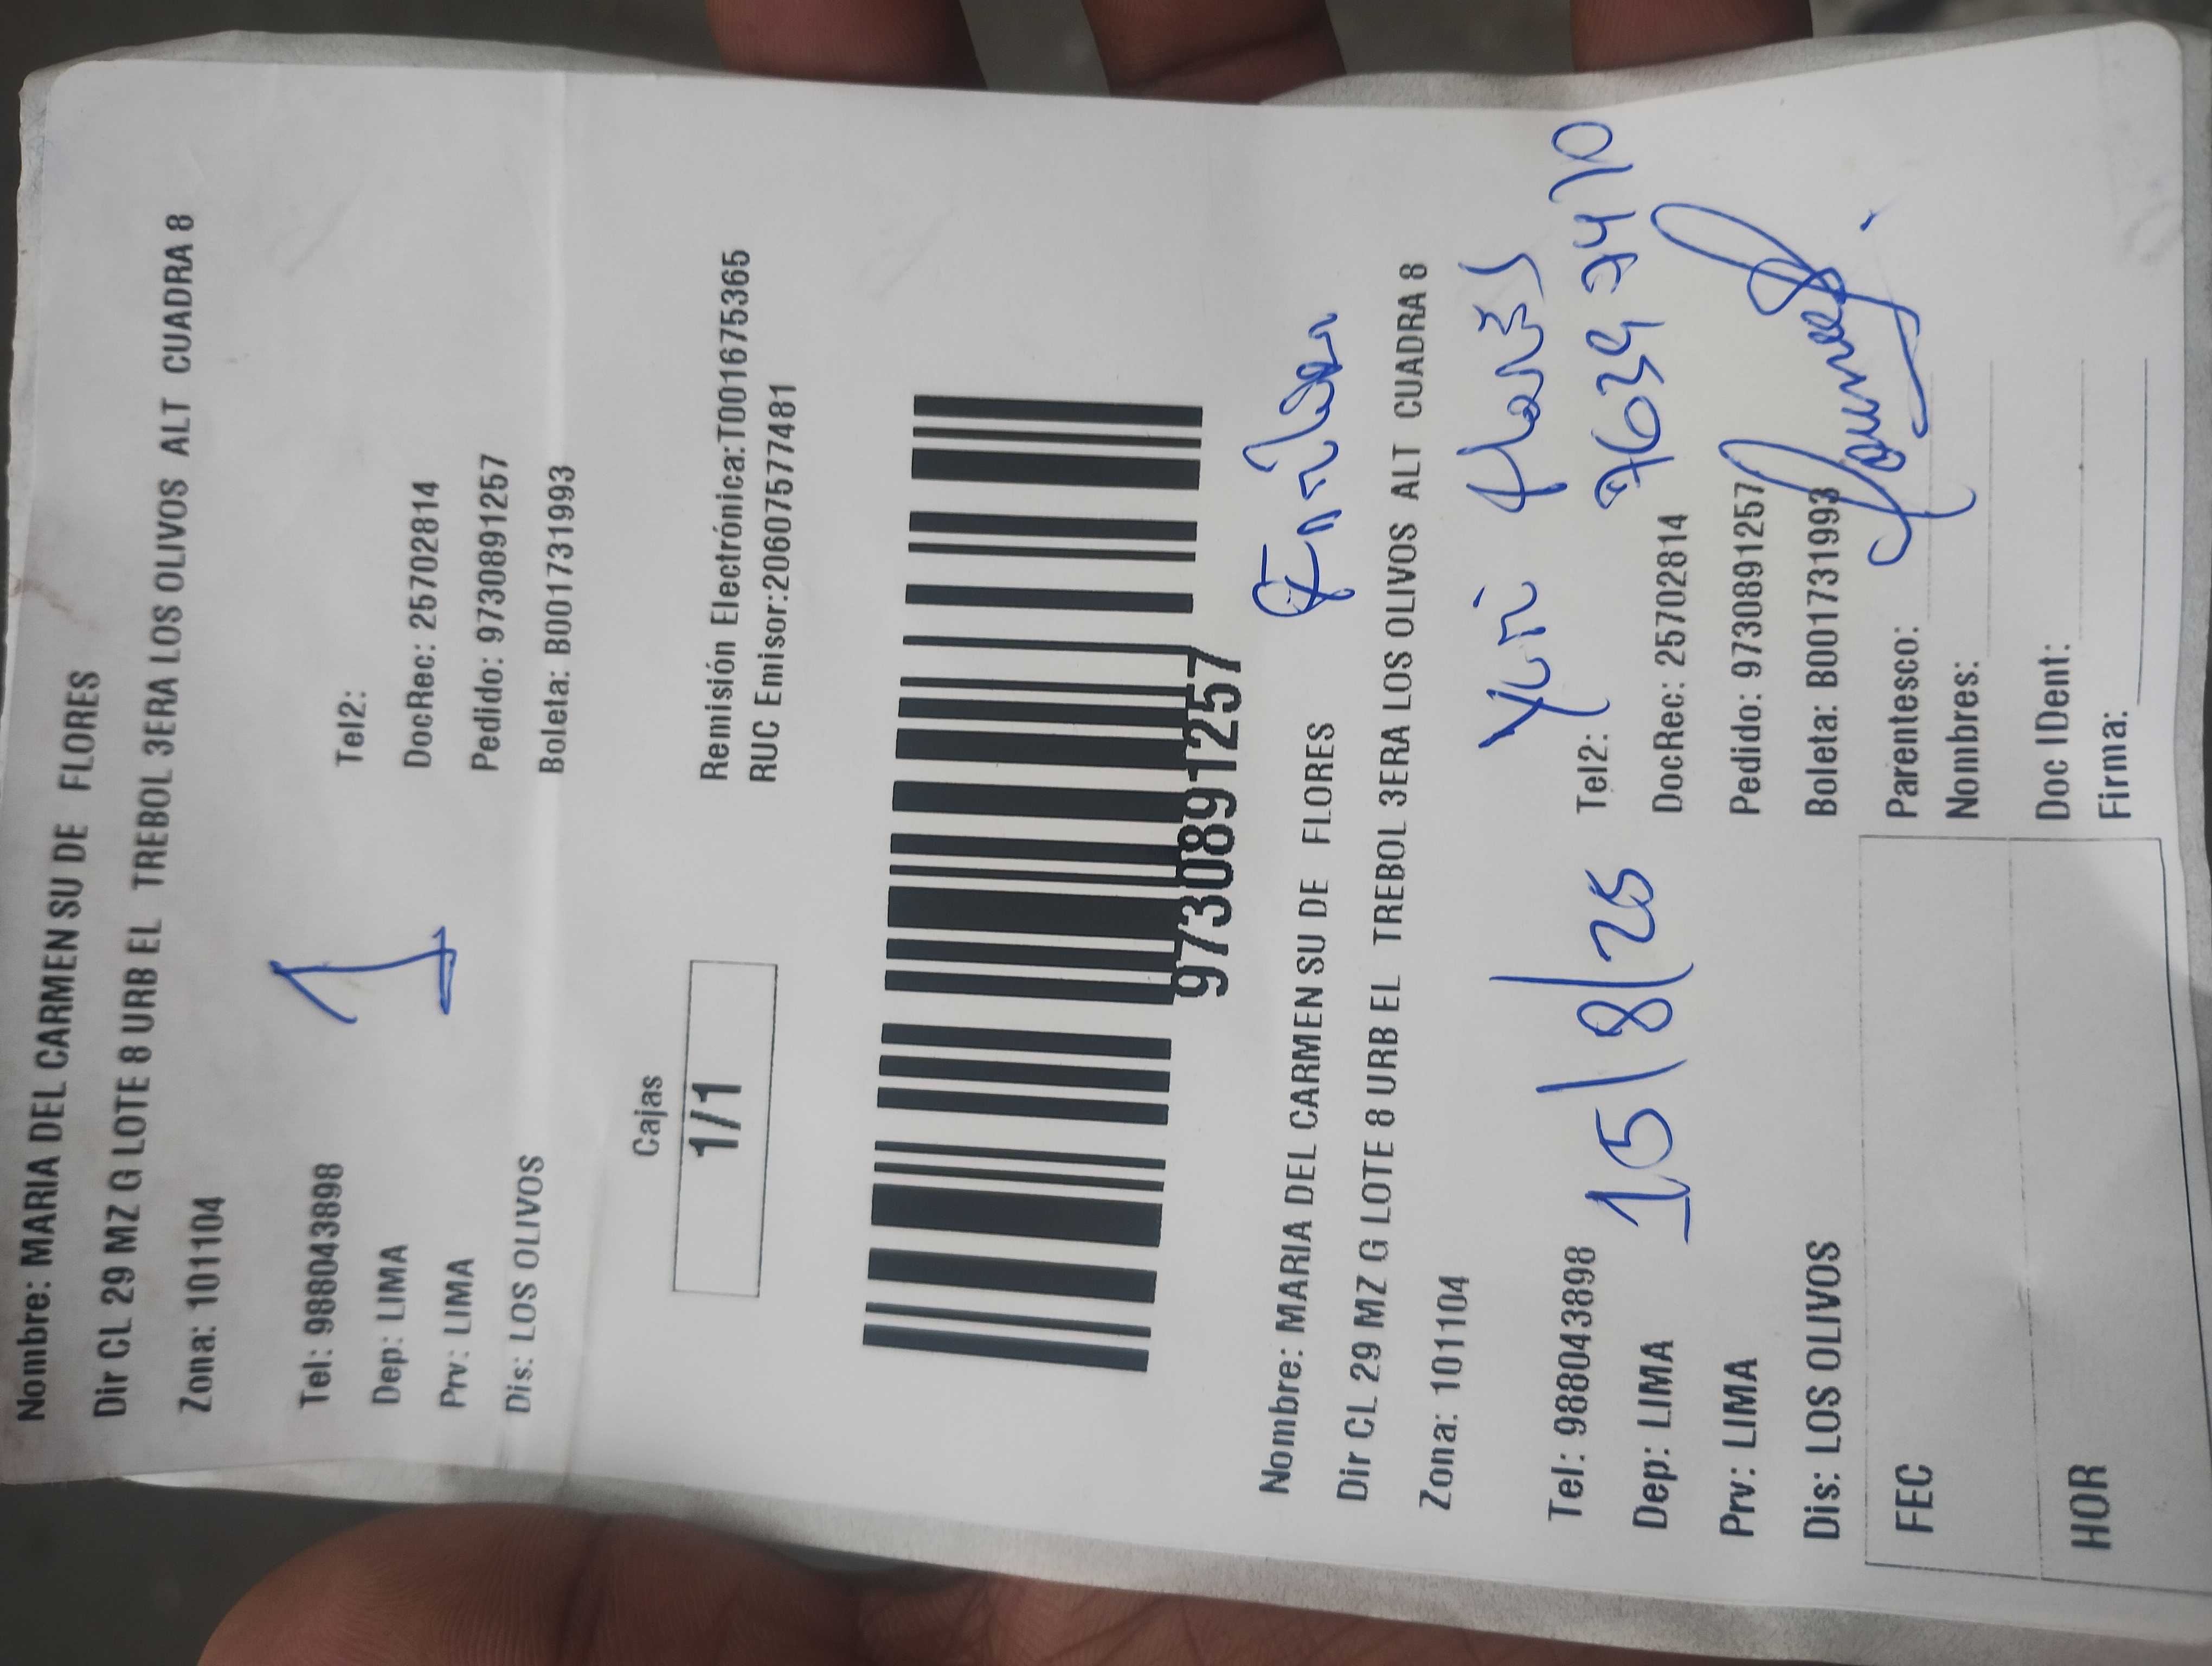 Nombre: MARIA DEL CARMEN SU DE FLORES
Dir CL 29 MZ G LOTE 8 URB EL TREBOL 3ERA LOS OLIVOS ALT CUADRA 8
Zona: 101104
Tel: 988043898
Tel2:
Dep: LIMA
DocRec: 25702814
Prv: LIMA
Pedido: 9730891257
Dis: LOS OLIVOS
Boleta: B001731993
1
Cajas
1/1
Remisión Electrónica:T001675365
RUC Emisor:20607577481
9730891257
Nombre: MARIA DEL CARMEN SU DE FLORES
Dir CL 29 MZ G LOTE 8 URB EL TREBOL 3ERA LOS OLIVOS ALT CUADRA 8
Zona: 101104
Yuri flores
Tel: 988043898
Tel2:
15/8/25
Dep: LIMA
DocRec: 25702814
Prv: LIMA
Pedido: 9730891257
Dis: LOS OLIVOS
Boleta: B001731993
FEC
Parentesco:
Nombres:
HOR
Doc IDent:
Firma: